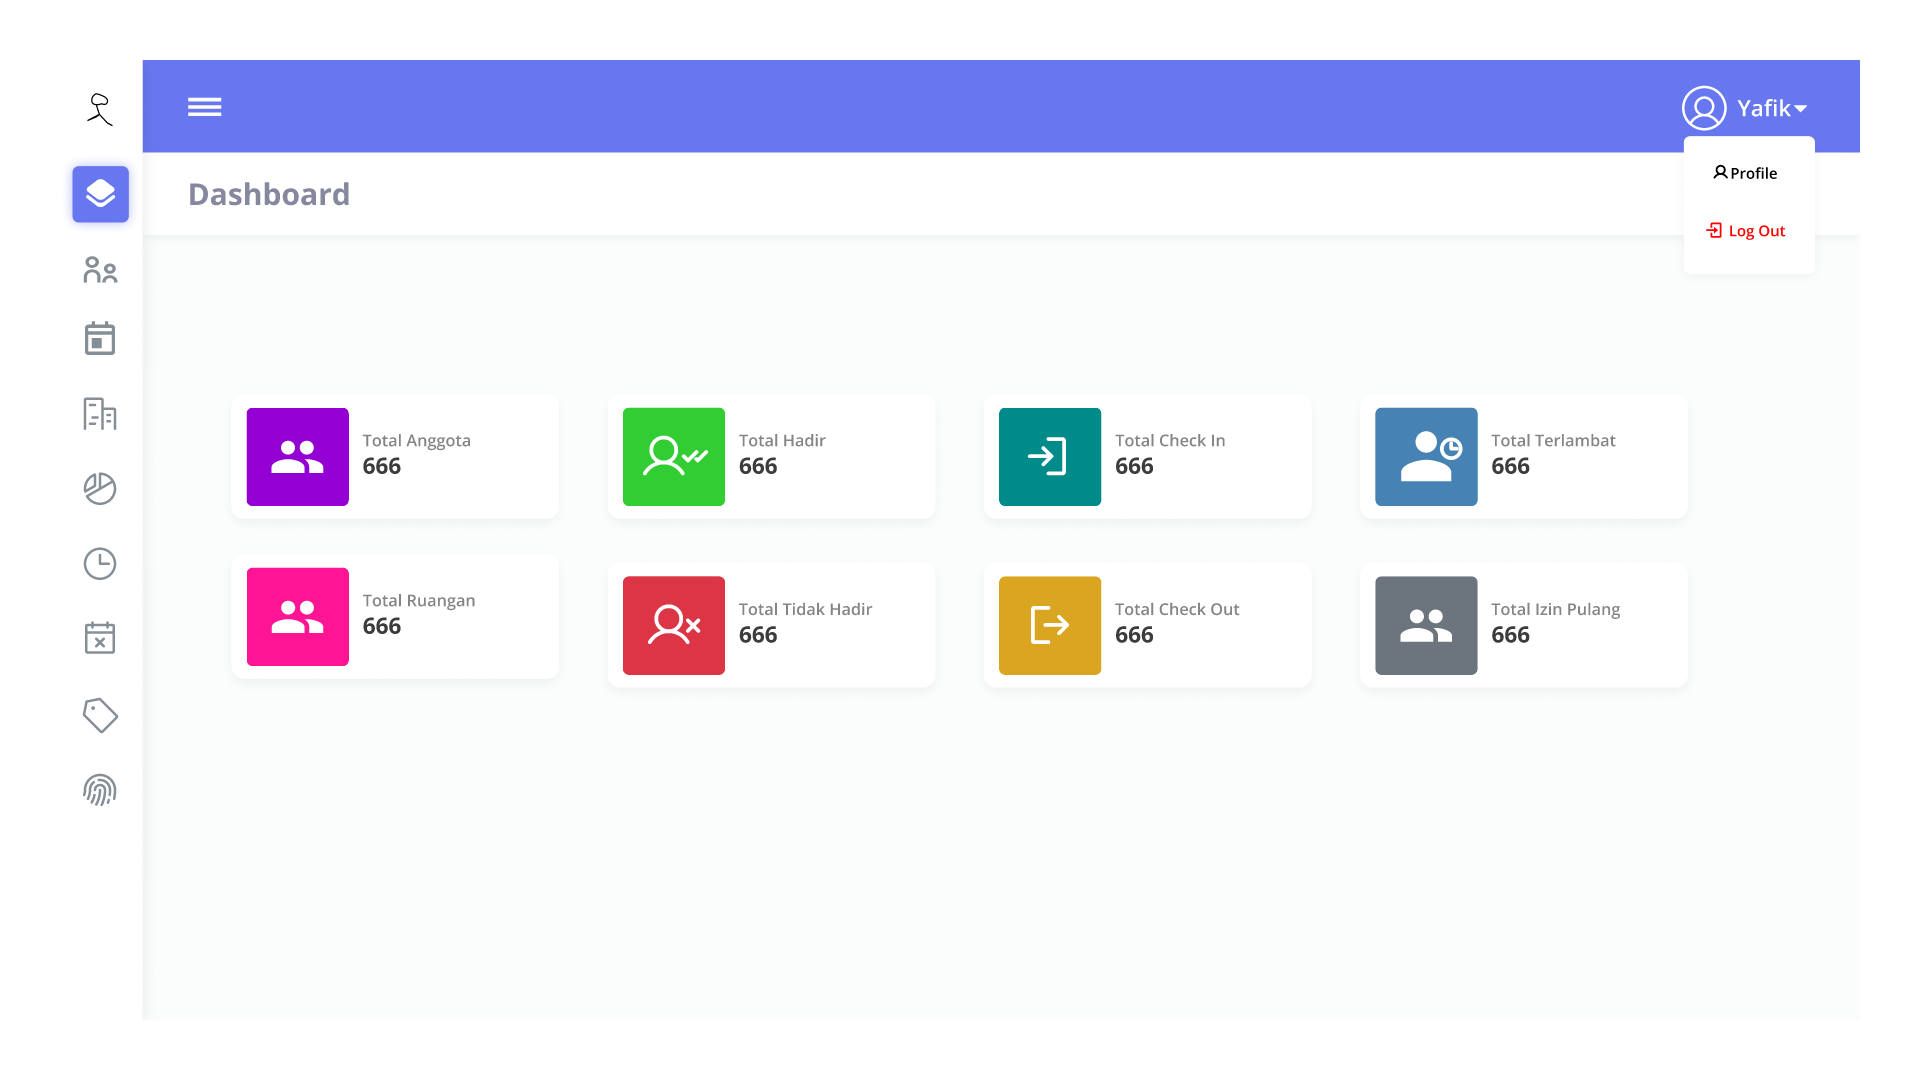 Yafik
Profile
Log Out
Dashboard
Total Anggota
666
Total Hadir
666
Total Check In
666
Total Terlambat
666
Total Ruangan
666
Total Tidak Hadir
666
Total Check Out
666
Total Izin Pulang
666